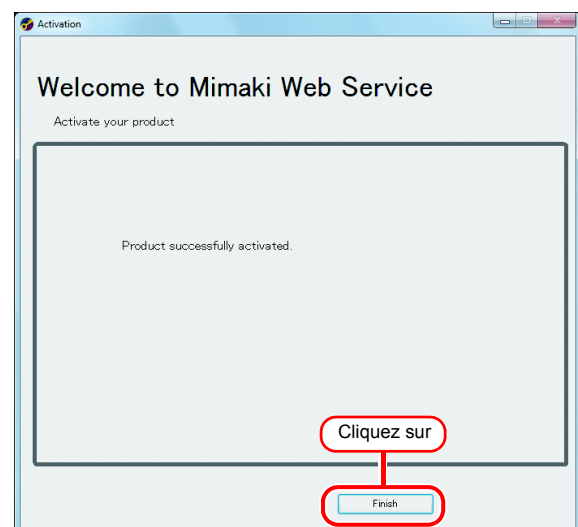 Activation
Welcome to Mimaki Web Service
Activate your product
Product successfully activated.
Cliquez sur
Finish